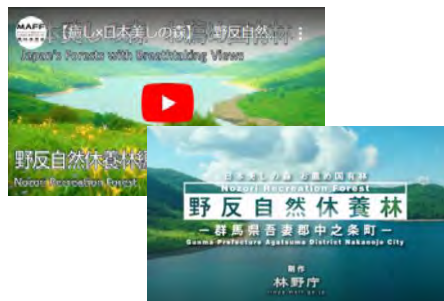 MAFF
【癒し×日本美しの森】 野反自然
Japan's Forests with Breathtaking Views
野反自然休養林
Nozori Recreation Forest
日本美しの森 お薦め国有林
Nozori Recreation Forest
野反自然休養林
－群馬県吾妻郡中之条町－
Gunma Prefecture Agatsuma District Nakanojo City
制作
林野庁